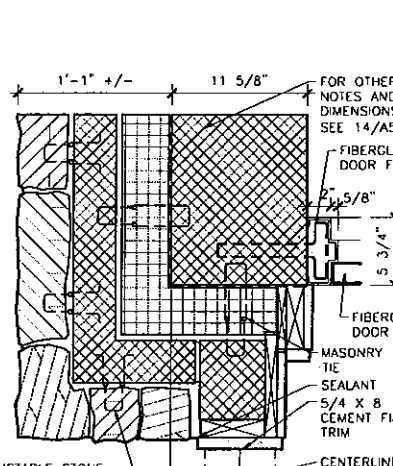 1'-1" +/-
11 5/8"
FOR OTHER
NOTES AND
DIMENSIONS
SEE 14/A5
FIBERGL
DOOR F
2"
5/8"
5 3/4"
FIBERG
DOOR
MASONRY
TIE
SEALANT
5/4 X 8
CEMENT FI
TRIM
STABLE STONE
CENTERLIN